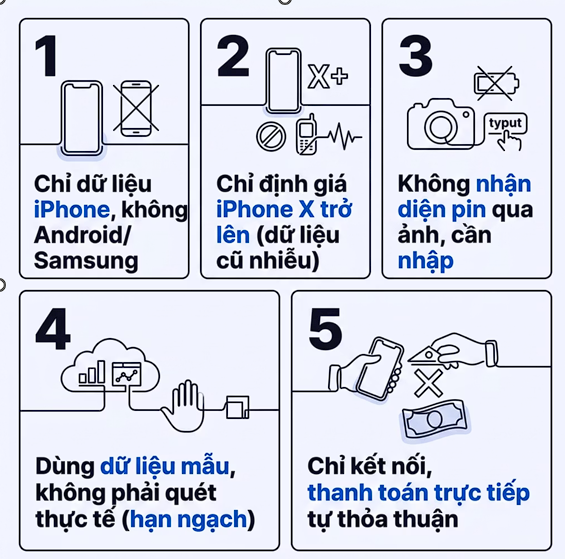 1
Chỉ dữ liệu
iPhone, không
Android/
Samsung
2
X+
Chỉ định giá
iPhone X trở
lên (dữ liệu
cũ nhiễu)
3
typut
Không nhận
diện pin qua
ảnh, cần
nhập
4
Dùng dữ liệu mẫu,
không phải quét
thực tế (hạn ngạch)
5
Chỉ kết nối,
thanh toán trực tiếp
tự thỏa thuận